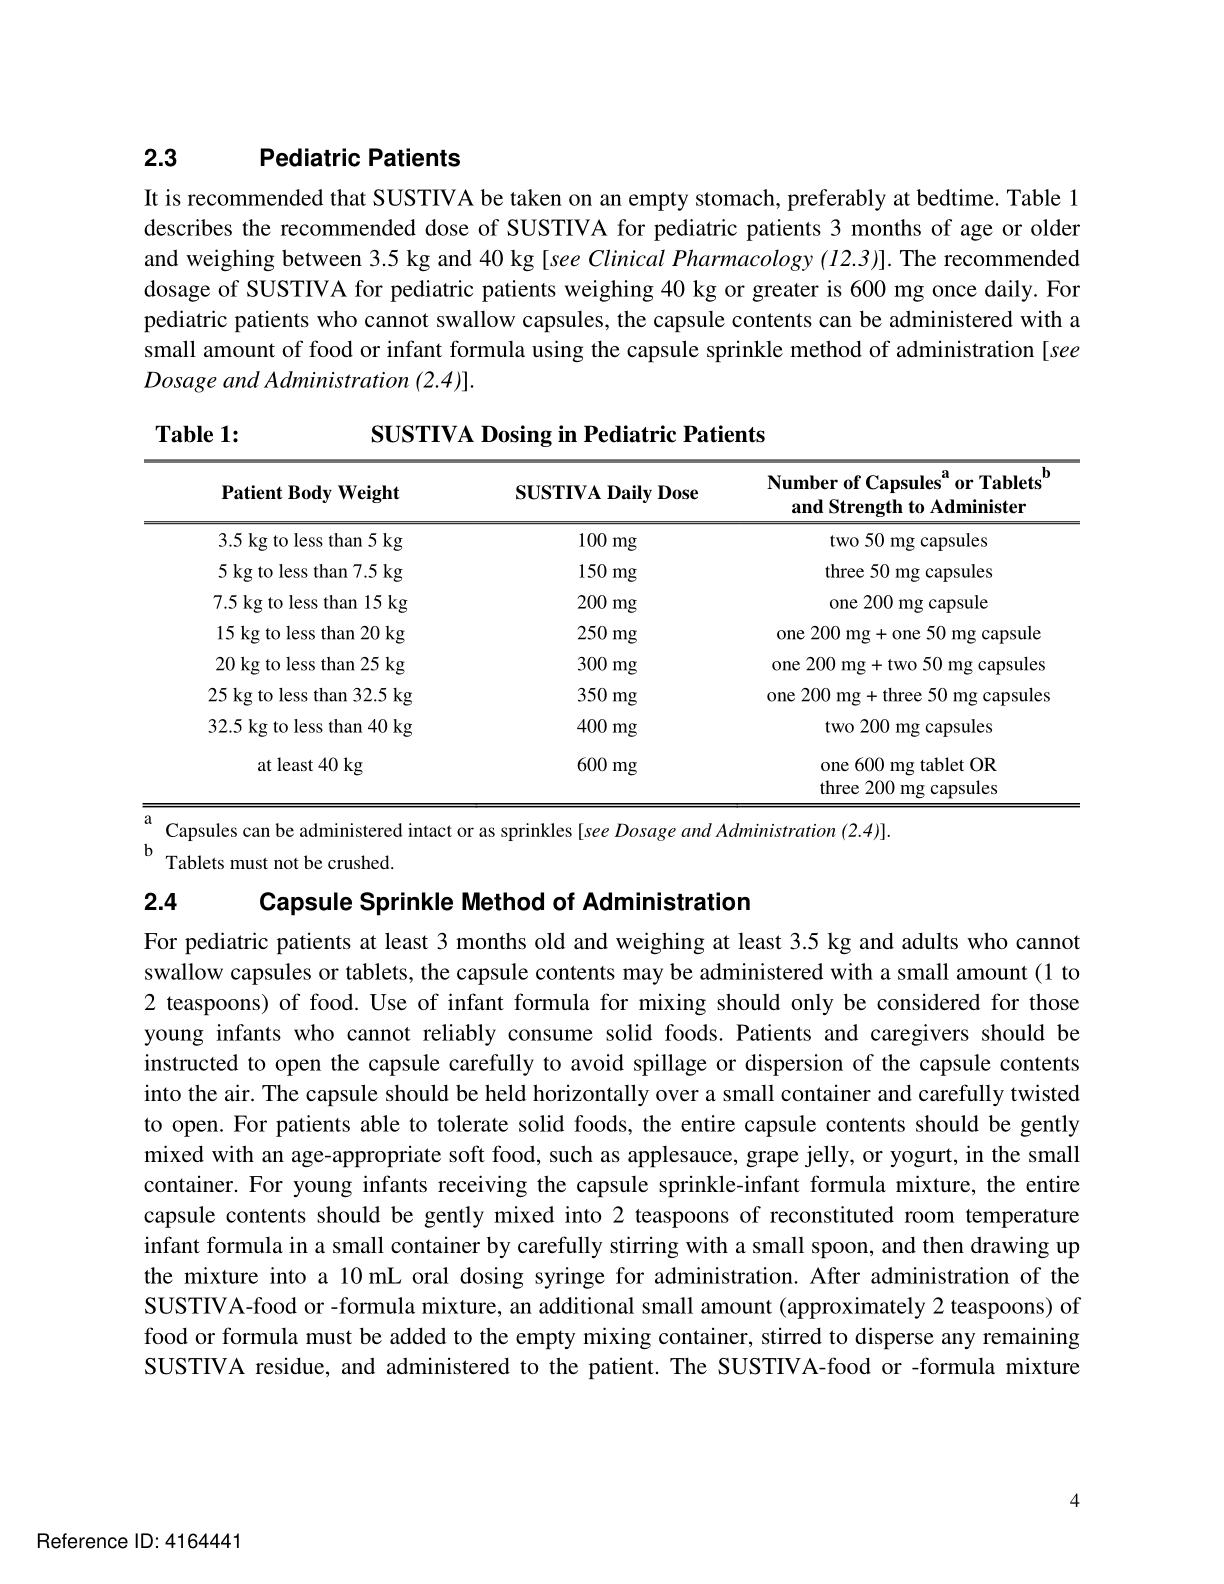 2.3 Pediatric Patients
It is recommended that SUSTIVA be taken on an empty stomach, preferably at bedtime. Table 1
describes the recommended dose of SUSTIVA for pediatric patients 3 months of age or older
and weighing between 3.5 kg and 40 kg [see Clinical Pharmacology (12.3)]. The recommended
dosage of SUSTIVA for pediatric patients weighing 40 kg or greater is 600 mg once daily. For
pediatric patients who cannot swallow capsules, the capsule contents can be administered with a
small amount of food or infant formula using the capsule sprinkle method of administration [see
Dosage and Administration (2.4)].
Table 1: SUSTIVA Dosing in Pediatric Patients
Patient Body Weight SUSTIVA Daily Dose Number of Capsulesa or Tabletsb
and Strength to Administer
3.5 kg to less than 5 kg 100 mg two 50 mg capsules
5 kg to less than 7.5 kg 150 mg three 50 mg capsules
7.5 kg to less than 15 kg 200 mg one 200 mg capsule
15 kg to less than 20 kg 250 mg one 200 mg + one 50 mg capsule
20 kg to less than 25 kg 300 mg one 200 mg + two 50 mg capsules
25 kg to less than 32.5 kg 350 mg one 200 mg + three 50 mg capsules
32.5 kg to less than 40 kg 400 mg two 200 mg capsules
at least 40 kg 600 mg one 600 mg tablet OR
three 200 mg capsules
a Capsules can be administered intact or as sprinkles [see Dosage and Administration (2.4)].
b Tablets must not be crushed.
2.4 Capsule Sprinkle Method of Administration
For pediatric patients at least 3 months old and weighing at least 3.5 kg and adults who cannot
swallow capsules or tablets, the capsule contents may be administered with a small amount (1 to
2 teaspoons) of food. Use of infant formula for mixing should only be considered for those
young infants who cannot reliably consume solid foods. Patients and caregivers should be
instructed to open the capsule carefully to avoid spillage or dispersion of the capsule contents
into the air. The capsule should be held horizontally over a small container and carefully twisted
to open. For patients able to tolerate solid foods, the entire capsule contents should be gently
mixed with an age-appropriate soft food, such as applesauce, grape jelly, or yogurt, in the small
container. For young infants receiving the capsule sprinkle-infant formula mixture, the entire
capsule contents should be gently mixed into 2 teaspoons of reconstituted room temperature
infant formula in a small container by carefully stirring with a small spoon, and then drawing up
the mixture into a 10 mL oral dosing syringe for administration. After administration of the
SUSTIVA-food or -formula mixture, an additional small amount (approximately 2 teaspoons) of
food or formula must be added to the empty mixing container, stirred to disperse any remaining
SUSTIVA residue, and administered to the patient. The SUSTIVA-food or -formula mixture
4
Reference ID: 4164441